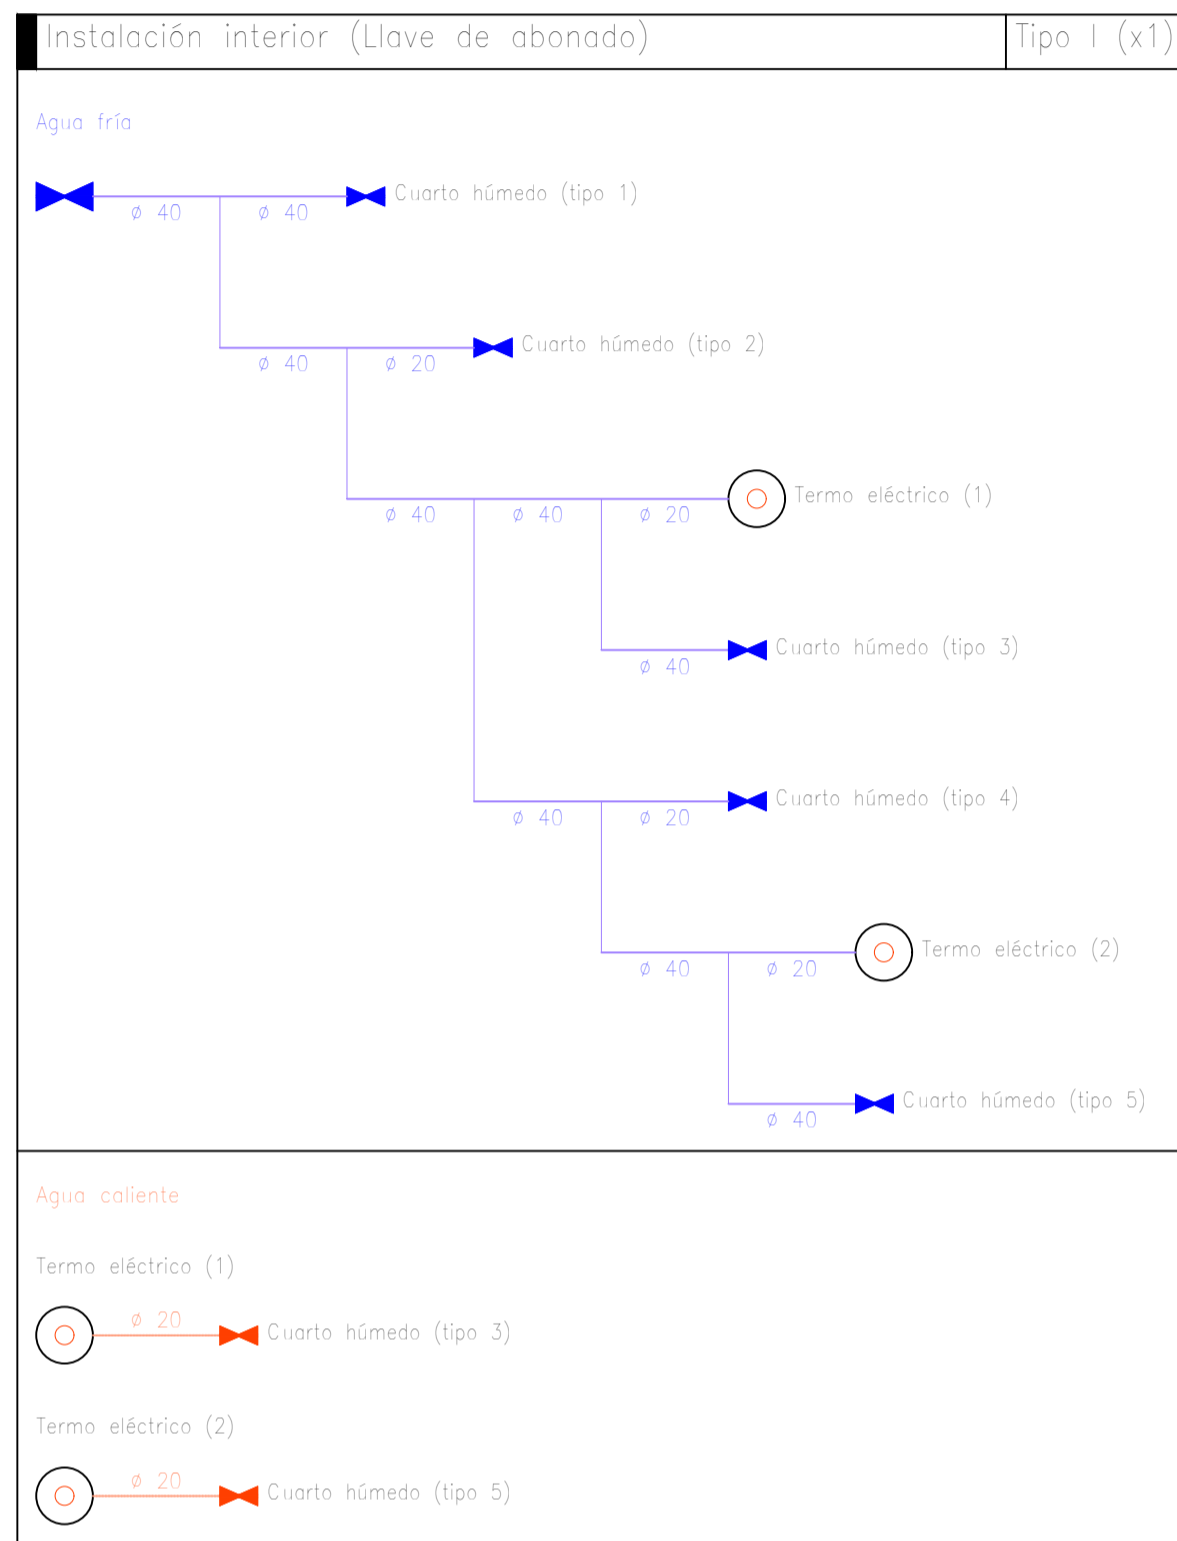 Instalación interior (Llave de abonado) Tipo I (x1)
Agua fría
Cuarto húmedo (tipo 1)
ø 40 ø 40
Cuarto húmedo (tipo 2)
ø 40 ø 20
Termo eléctrico (1)
ø 40 ø 40 ø 20
Cuarto húmedo (tipo 3)
ø 40
Cuarto húmedo (tipo 4)
ø 40 ø 20
Termo eléctrico (2)
ø 40 ø 20
Cuarto húmedo (tipo 5)
ø 40
Agua caliente
Termo eléctrico (1)
ø 20
Cuarto húmedo (tipo 3)
Termo eléctrico (2)
ø 20
Cuarto húmedo (tipo 5)